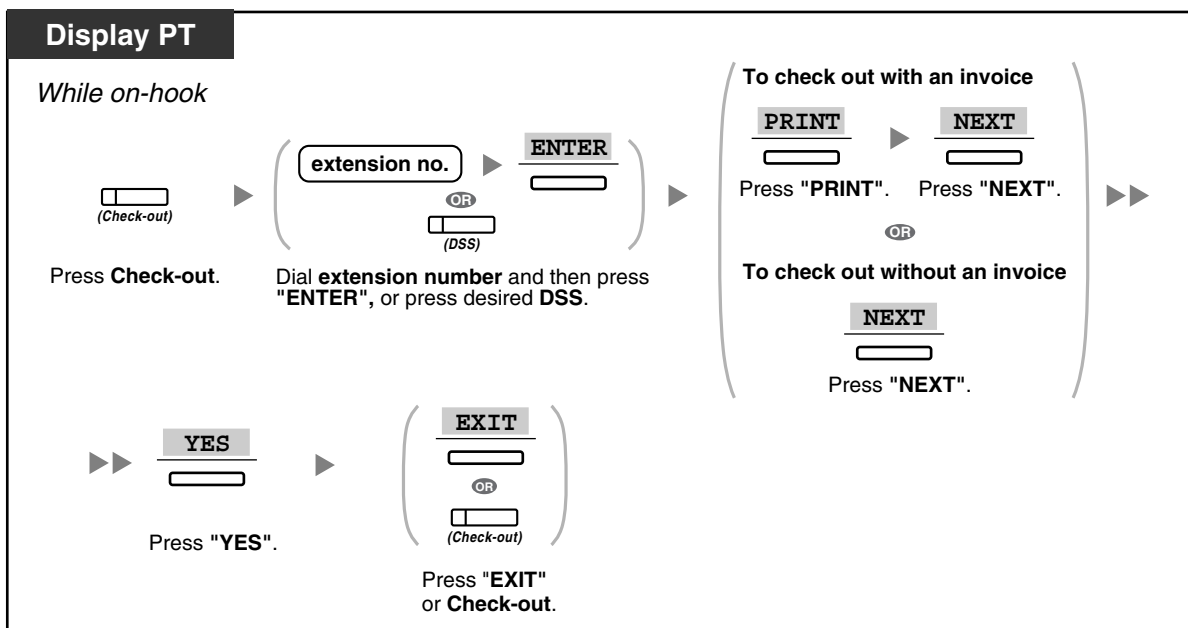 Display PT
While on-hook
(Check-out)
Press Check-out.
extension no.
ENTER
OR
(DSS)
Dial extension number and then press
"ENTER", or press desired DSS.
To check out with an invoice
PRINT
NEXT
Press "PRINT".
Press "NEXT".
OR
To check out without an invoice
NEXT
Press "NEXT".
YES
Press "YES".
EXIT
OR
(Check-out)
Press "EXIT"
or Check-out.